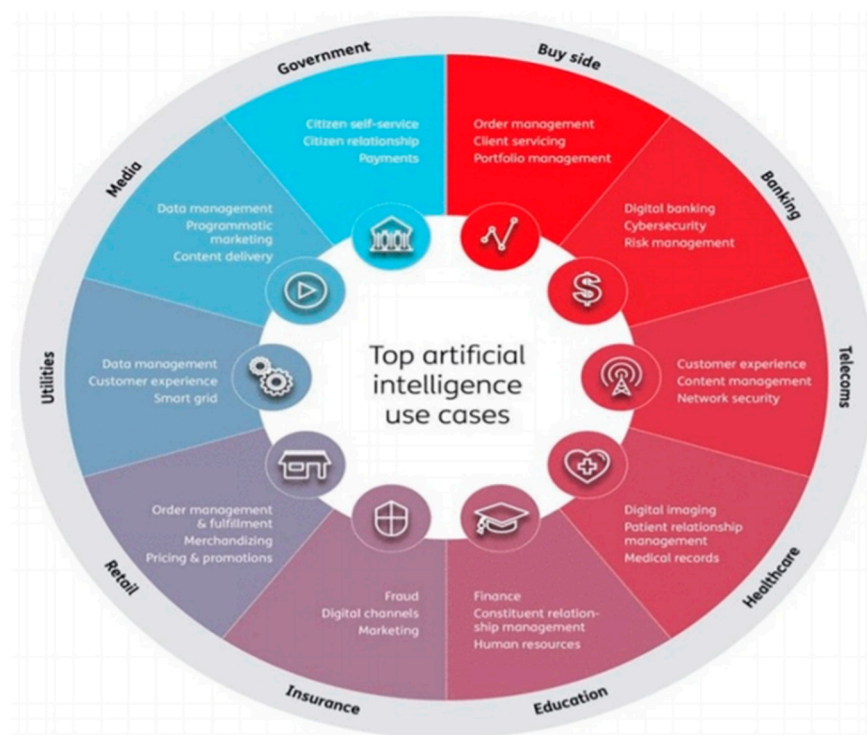 Government
Buy side
Citizen self-service
Citizen relationship
Payments
Order management
Client servicing
Portfolio management
Media
Banking
Data management
Programmatic
marketing
Content delivery
Digital banking
Cybersecurity
Risk management
Utilities
Telecoms
Data management
Customer experience
Smart grid
Top artificial
intelligence
use cases
Customer experience
Content management
Network security
Retail
Healthcare
Order management
& fulfillment
Merchandizing
Pricing & promotions
Digital imaging
Patient relationship
management
Medical records
Insurance
Education
Fraud
Digital channels
Marketing
Finance
Constituent relation-
ship management
Human resources